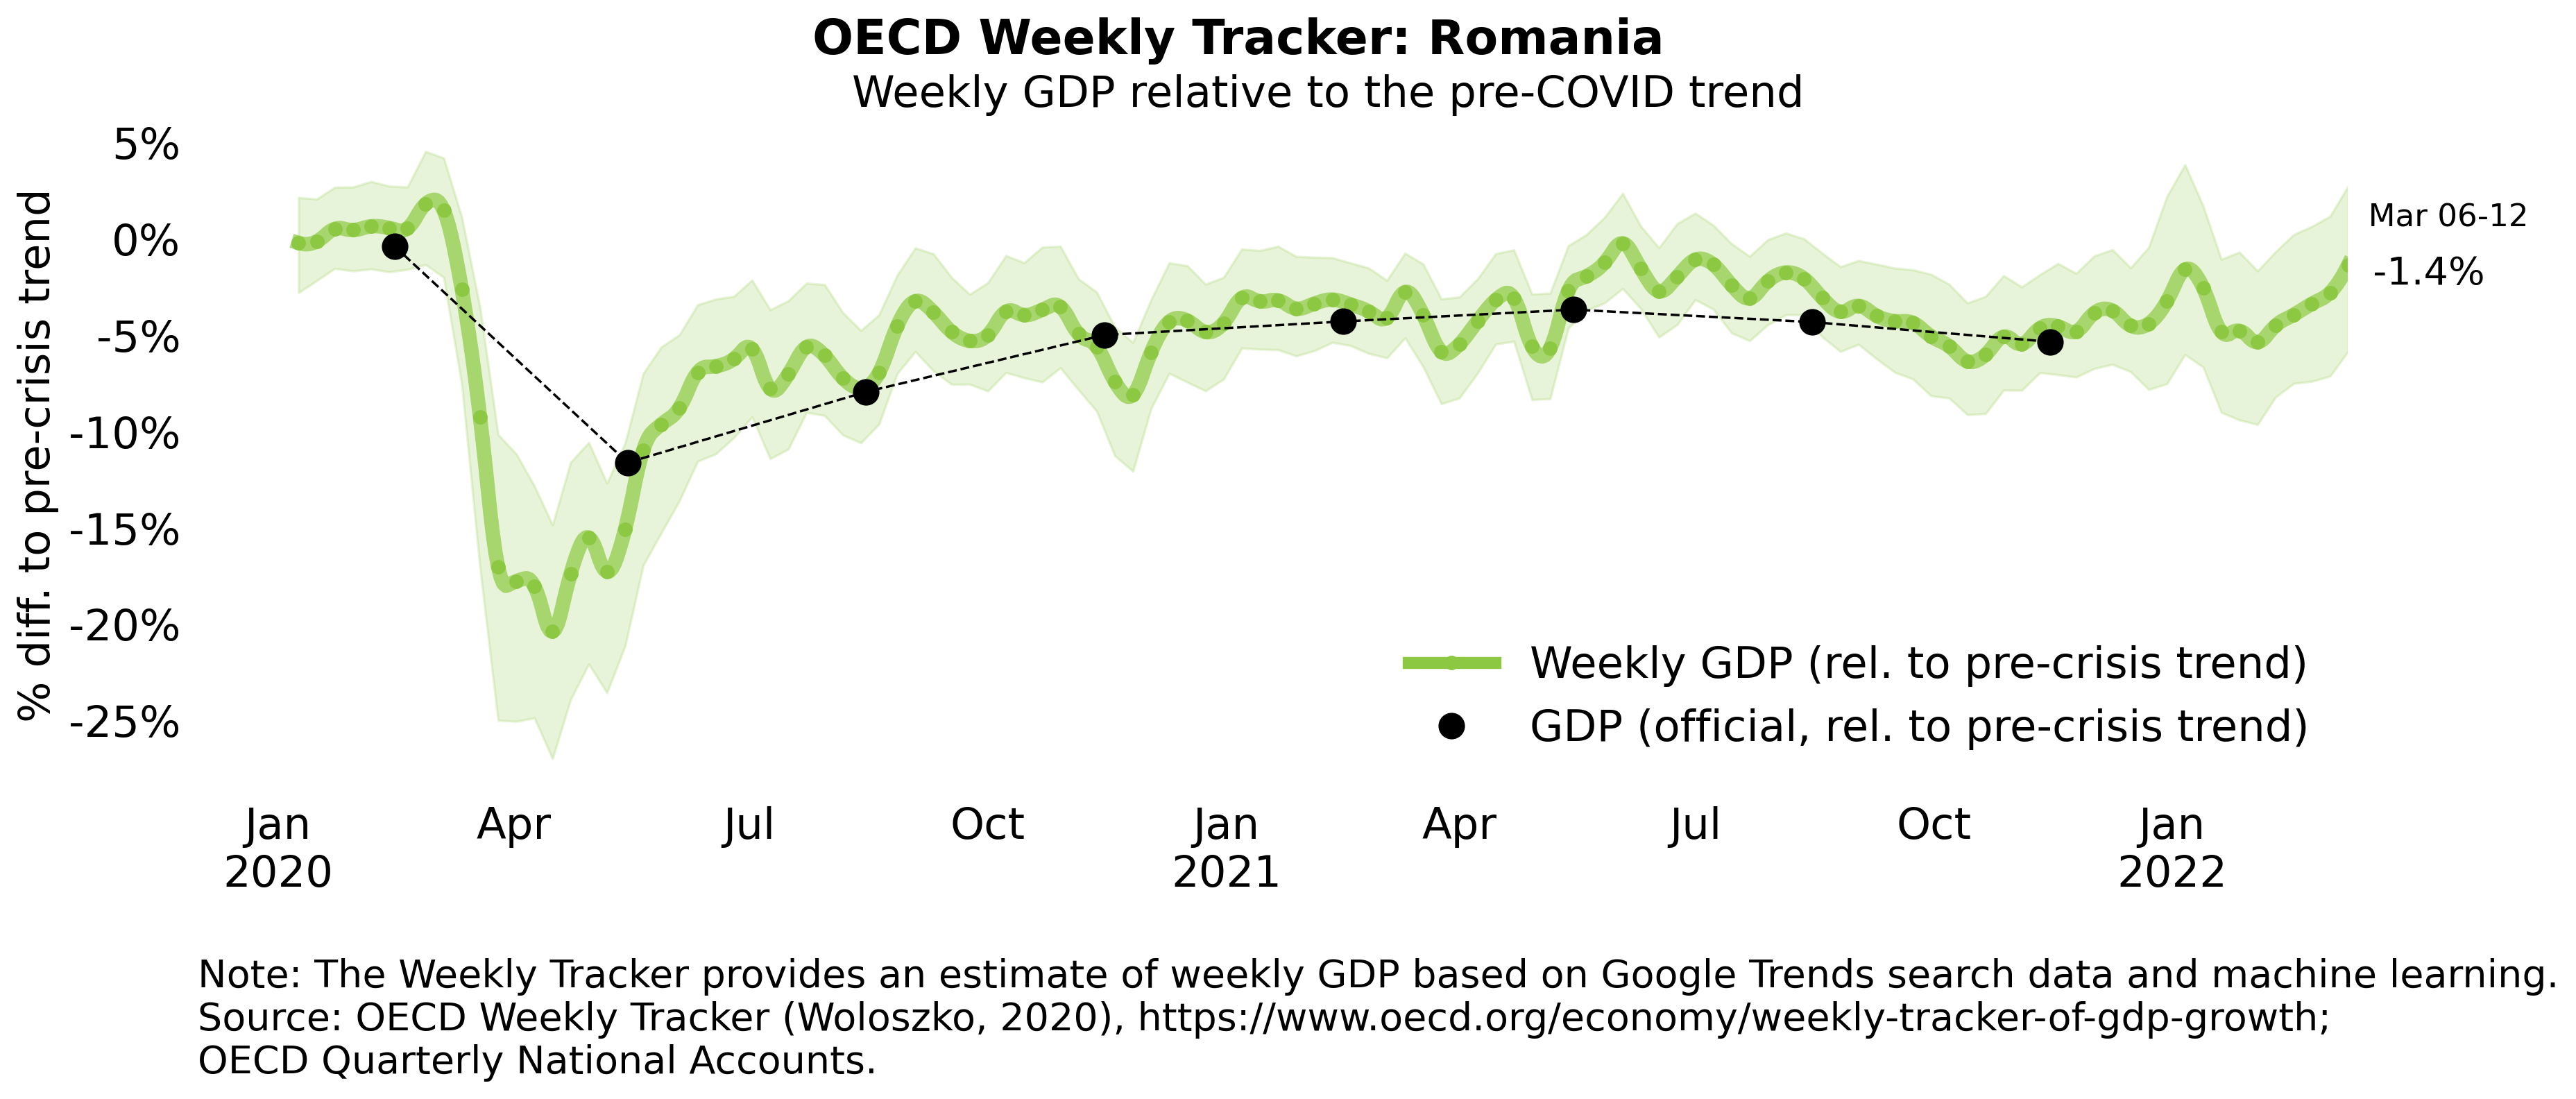 OECD Weekly Tracker: Romania
Weekly GDP relative to the pre-COVID trend
% diff. to pre-crisis trend
5%
0%
-5%
-10%
-15%
-20%
-25%
Mar 06-12
-1.4%
Weekly GDP (rel. to pre-crisis trend)
GDP (official, rel. to pre-crisis trend)
Jan Apr Jul Oct Jan Apr Jul Oct Jan
2020 2021 2022
Note: The Weekly Tracker provides an estimate of weekly GDP based on Google Trends search data and machine learning.
Source: OECD Weekly Tracker (Woloszko, 2020), https://www.oecd.org/economy/weekly-tracker-of-gdp-growth;
OECD Quarterly National Accounts.